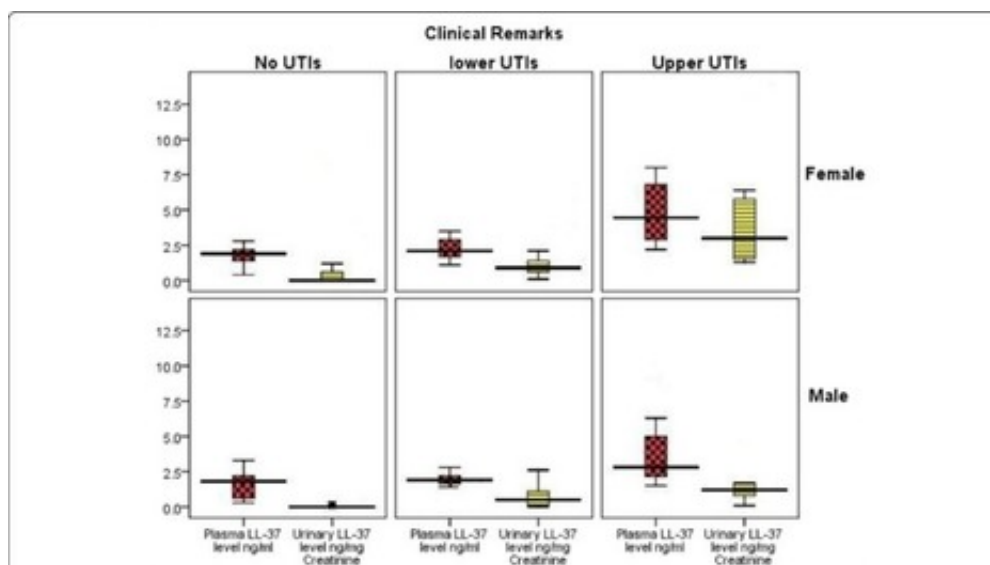 Clinical Remarks
No UTIs lower UTIs Upper UTIs
12.5
10.0
7.5
5.0
2.5
0.0
Female
12.5
10.0
7.5
5.0
2.5
0.0
Male
Plasma LL-37 Urinary LL-37 Plasma LL-37 Urinary LL-37 Plasma LL-37 Urinary LL-37
level ng/ml level ng/mg level ng/ml level ng/mg level ng/ml level ng/mg
Creatinine Creatinine Creatinine